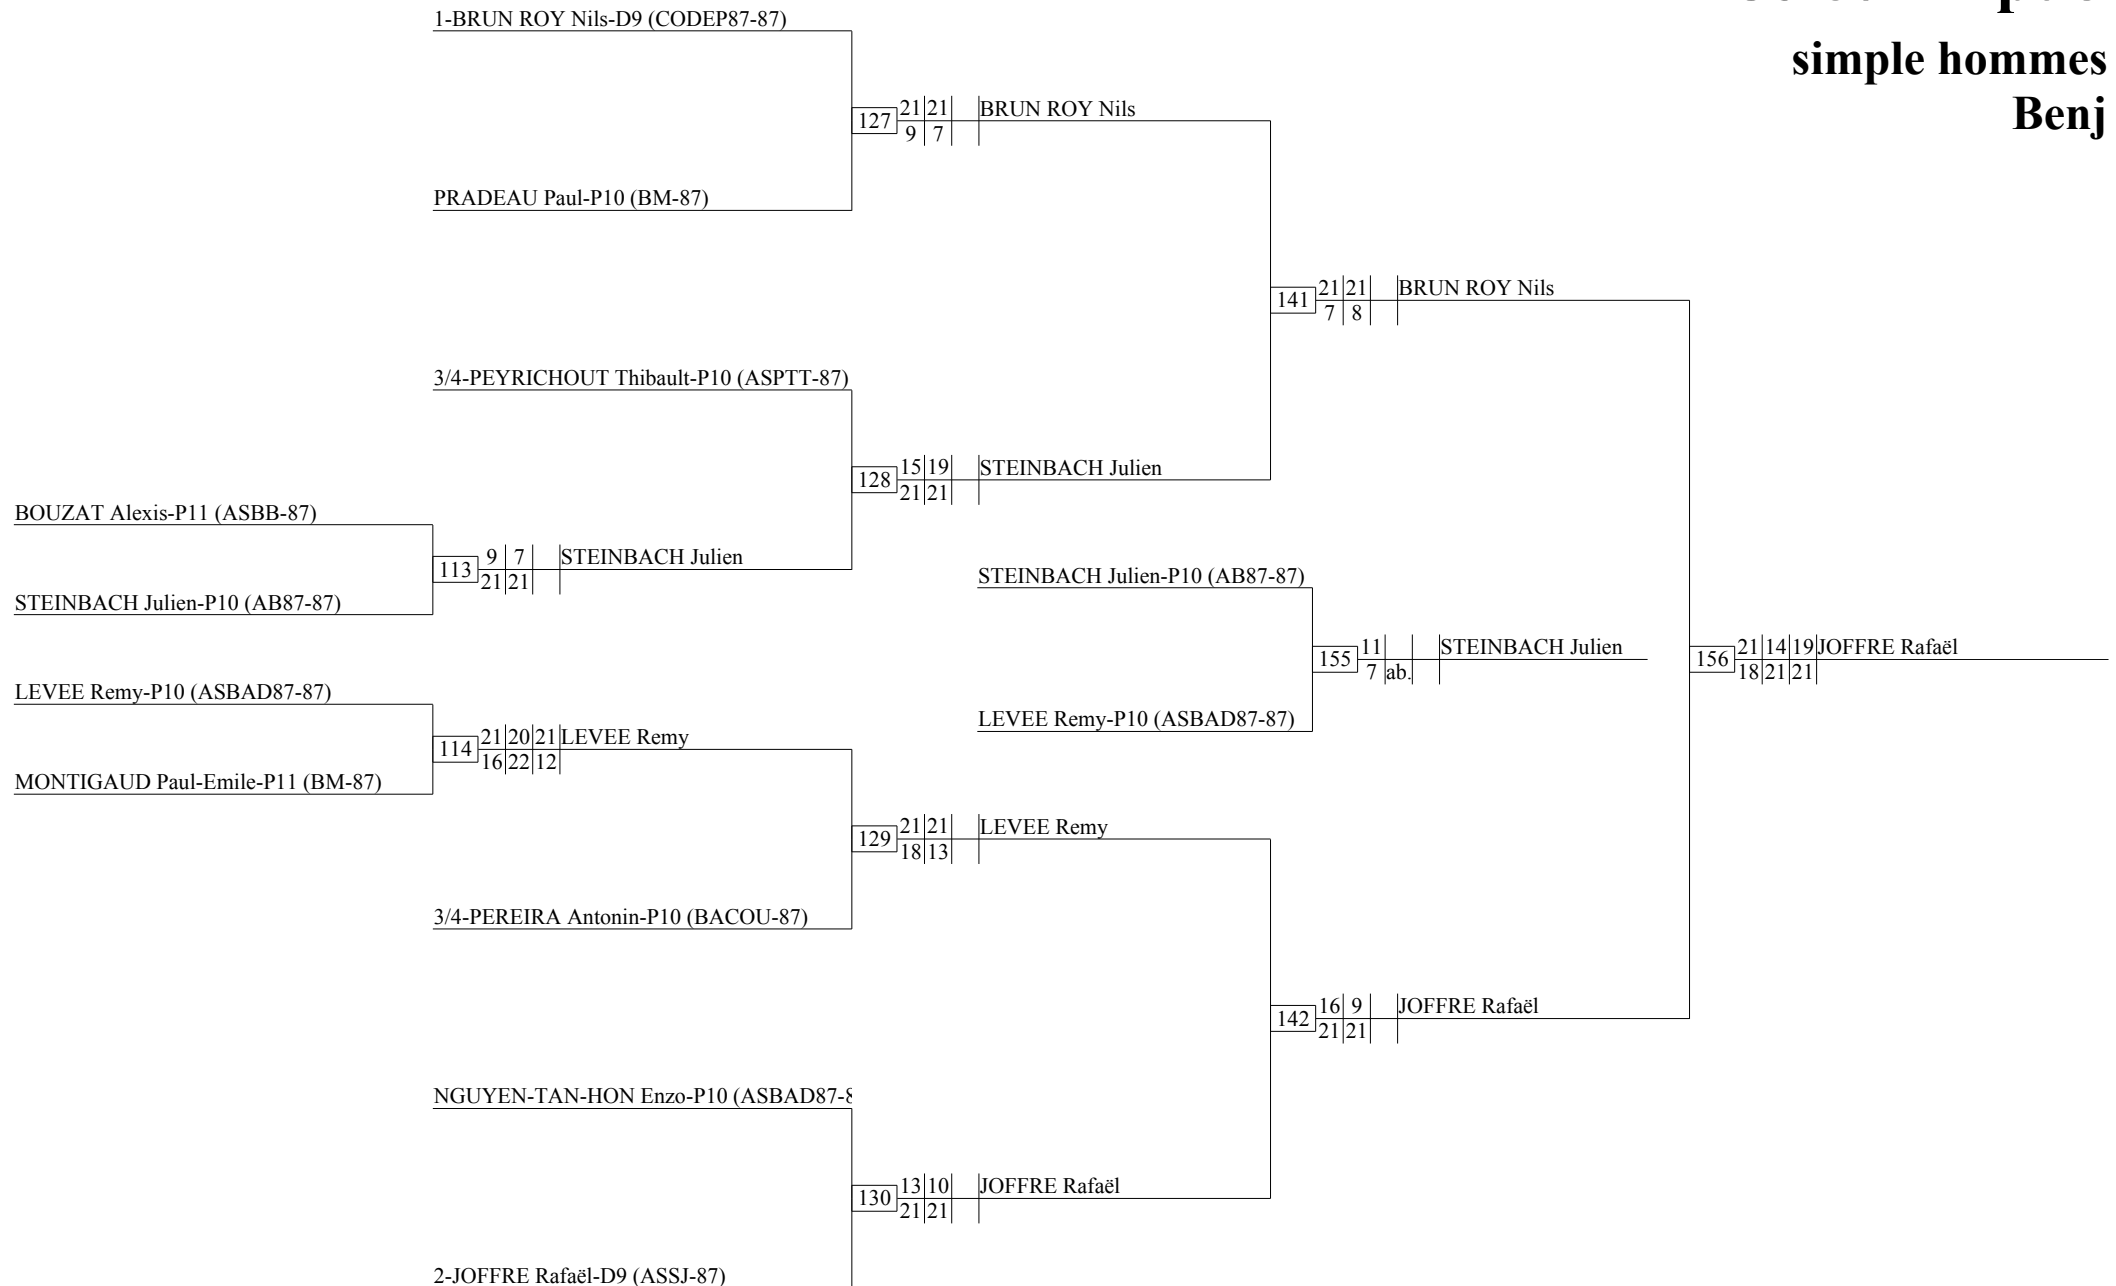 1-BRUN ROY Nils-D9 (CODEP87-87)
simple hommes
Benj
127 21 21 BRUN ROY Nils
9 7
PRADEAU Paul-P10 (BM-87)
141 21 21 BRUN ROY Nils
7 8
3/4-PEYRICHOUT Thibault-P10 (ASPTT-87)
128 15 19 STEINBACH Julien
21 21
BOUZAT Alexis-P11 (ASBB-87)
113 9 7 STEINBACH Julien
21 21
STEINBACH Julien-P10 (AB87-87)
STEINBACH Julien-P10 (AB87-87)
155 11 STEINBACH Julien
7 ab.
156 21 14 19 JOFFRE Rafaël
18 21 21
LEVEE Remy-P10 (ASBAD87-87)
LEVEE Remy-P10 (ASBAD87-87)
114 21 20 21 LEVEE Remy
16 22 12
MONTIGAUD Paul-Emile-P11 (BM-87)
129 21 21 LEVEE Remy
18 13
3/4-PEREIRA Antonin-P10 (BACOU-87)
142 16 9 JOFFRE Rafaël
21 21
NGUYEN-TAN-HON Enzo-P10 (ASBAD87-8
130 13 10 JOFFRE Rafaël
21 21
2-JOFFRE Rafaël-D9 (ASSJ-87)